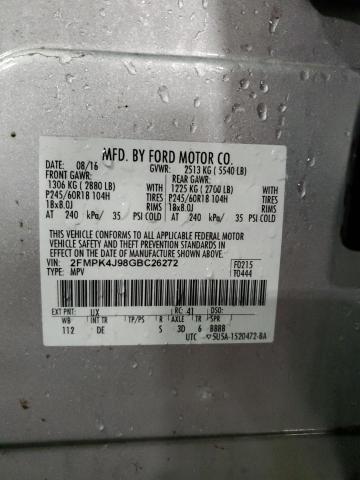 MFD. BY FORD MOTOR CO.
08/16 GVWR: 2513 KG ( 5540 LB)
FRONT GAWR: REAR GAWR:
1306 KG ( 2880 LB) WITH 1225 KG ( 2700 LB) WITH
P245/60R18 104H TIRES P245/60R18 104H TIRES
18x8.0J RIMS 18x8.0J RIMS
AT 240 kPa/ 35 PSI COLD AT 240 kPa/ 35 PSI COLD
THIS VEHICLE CONFORMS TO ALL APPLICABLE FEDERAL MOTOR
VEHICLE SAFETY AND THEFT PREVENTION STANDARDS IN EFFECT ON
THE DATE OF MANUFACTURE SHOWN ABOVE.
VIN: 2FMPK4J98GBC26272 F0215
TYPE: MPV T0444
EXT PNT: UX RC: 41 DSO:
WB INT TR TP/PS R AXLE TR SPR
112 DE S 3D 6 BBBB
UTC 5U5A-1520472-BA